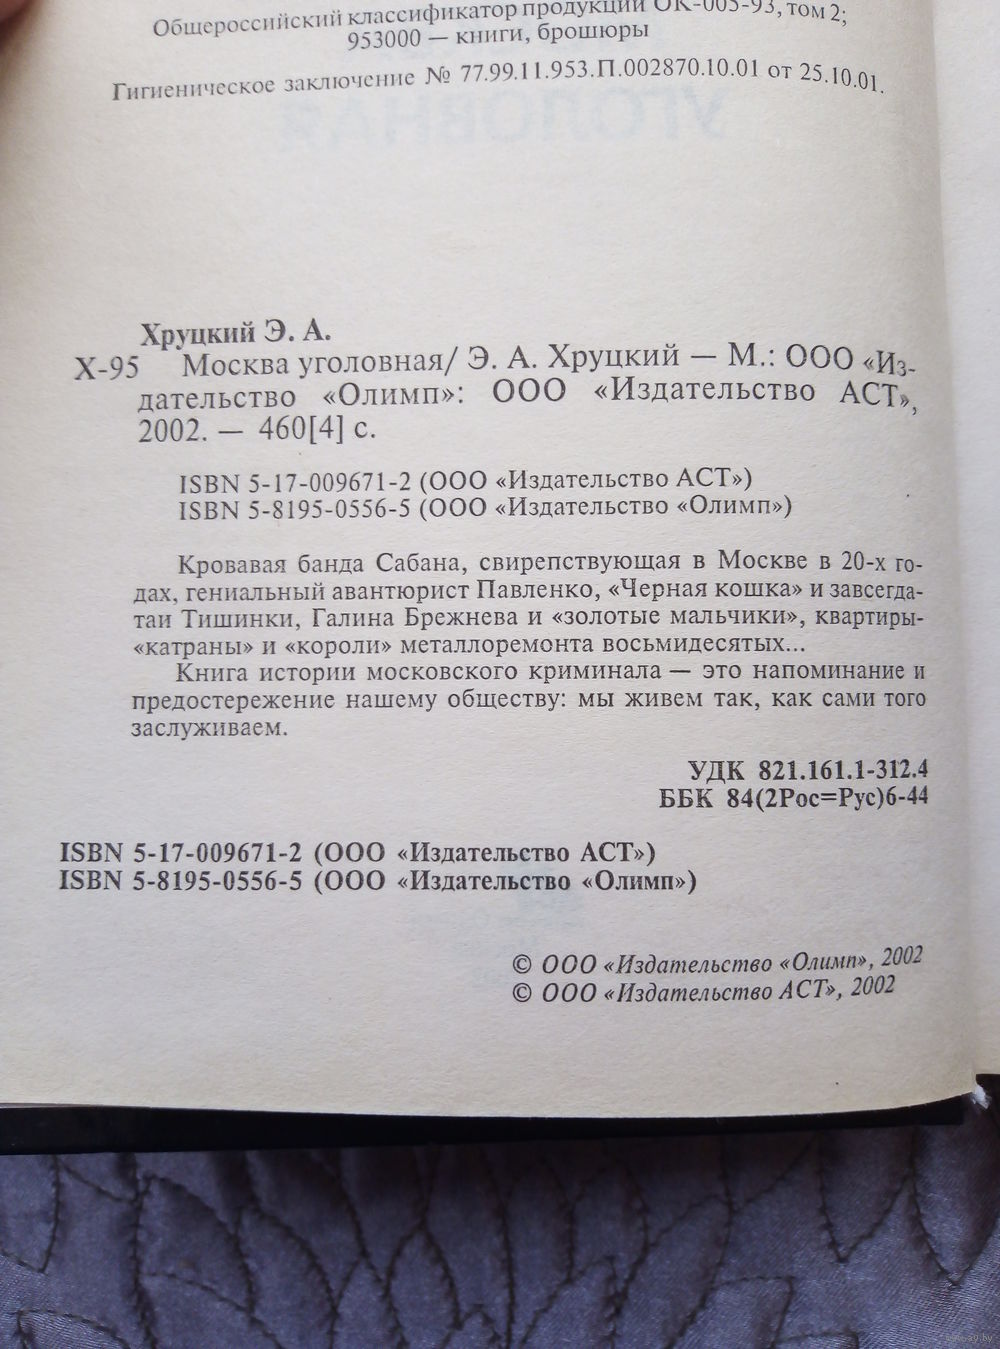 Общероссийский классификатор продукции ОК-005-93, том 2;
953000 — книги, брошюры
Гигиеническое заключение № 77.99.11.953.П.002870.10.01 от 25.10.01.
Хруцкий Э. А.
Х-95 Москва уголовная/ Э. А. Хруцкий — М.: ООО «Из-
дательство «Олимп»: ООО «Издательство АСТ»,
2002. — 460[4] с.
ISBN 5-17-009671-2 (ООО «Издательство АСТ»)
ISBN 5-8195-0556-5 (ООО «Издательство «Олимп»)
Кровавая банда Сабана, свирепствующая в Москве в 20-х го-
дах, гениальный авантюрист Павленко, «Черная кошка» и завсегда-
таи Тишинки, Галина Брежнева и «золотые мальчики», квартиры-
«катраны» и «короли» металлоремонта восьмидесятых...
Книга истории московского криминала — это напоминание и
предостережение нашему обществу: мы живем так, как сами того
заслуживаем.
УДК 821.161.1-312.4
ББК 84(2Рос=Рус)6-44
ISBN 5-17-009671-2 (ООО «Издательство АСТ»)
ISBN 5-8195-0556-5 (ООО «Издательство «Олимп»)
© ООО «Издательство «Олимп», 2002
© ООО «Издательство АСТ», 2002